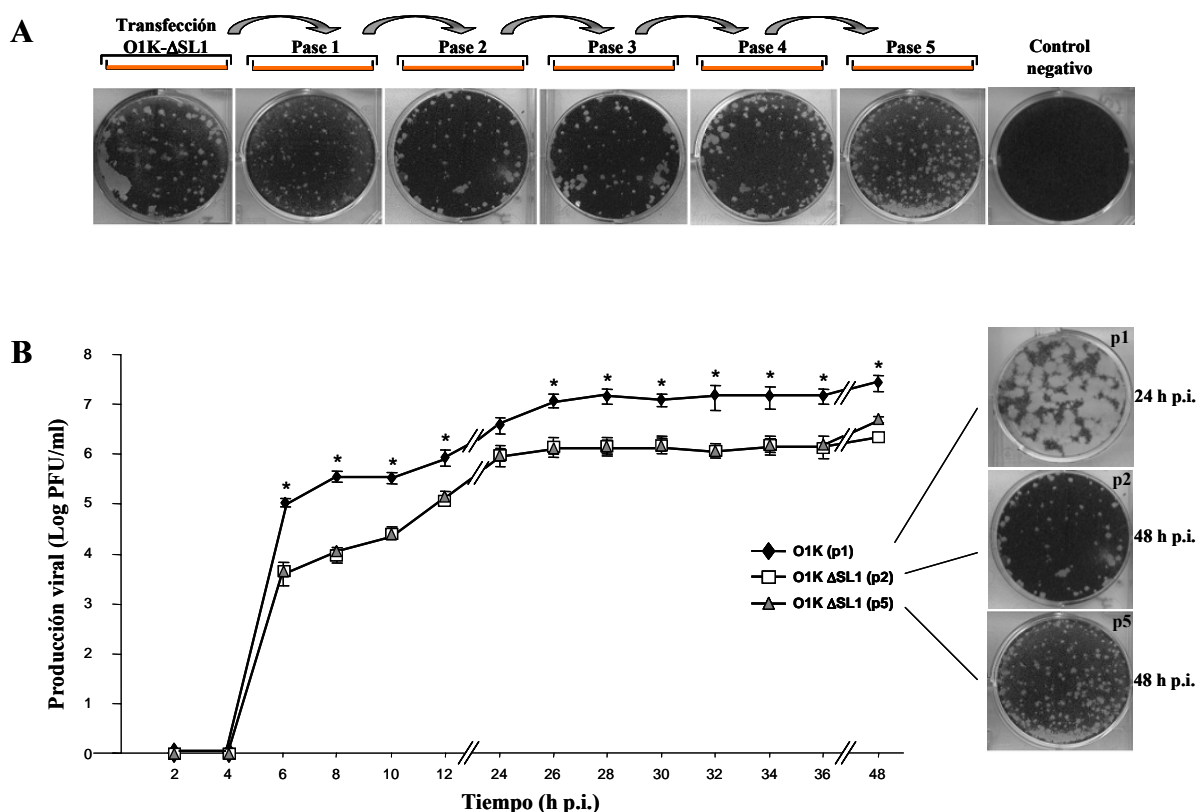 A
Transfección
O1K-ΔSL1
Pase 1
Pase 2
Pase 3
Pase 4
Pase 5
Control
negativo
B
Producción viral (Log PFU/ml)
8
7
6
5
4
3
2
1
0
* * * * * * * * * * *
2 4 6 8 10 12 24 26 28 30 32 34 36 48
Tiempo (h p.i.)
O1K (p1)
O1K ΔSL1 (p2)
O1K ΔSL1 (p5)
p1
24 h p.i.
p2
48 h p.i.
p5
48 h p.i.